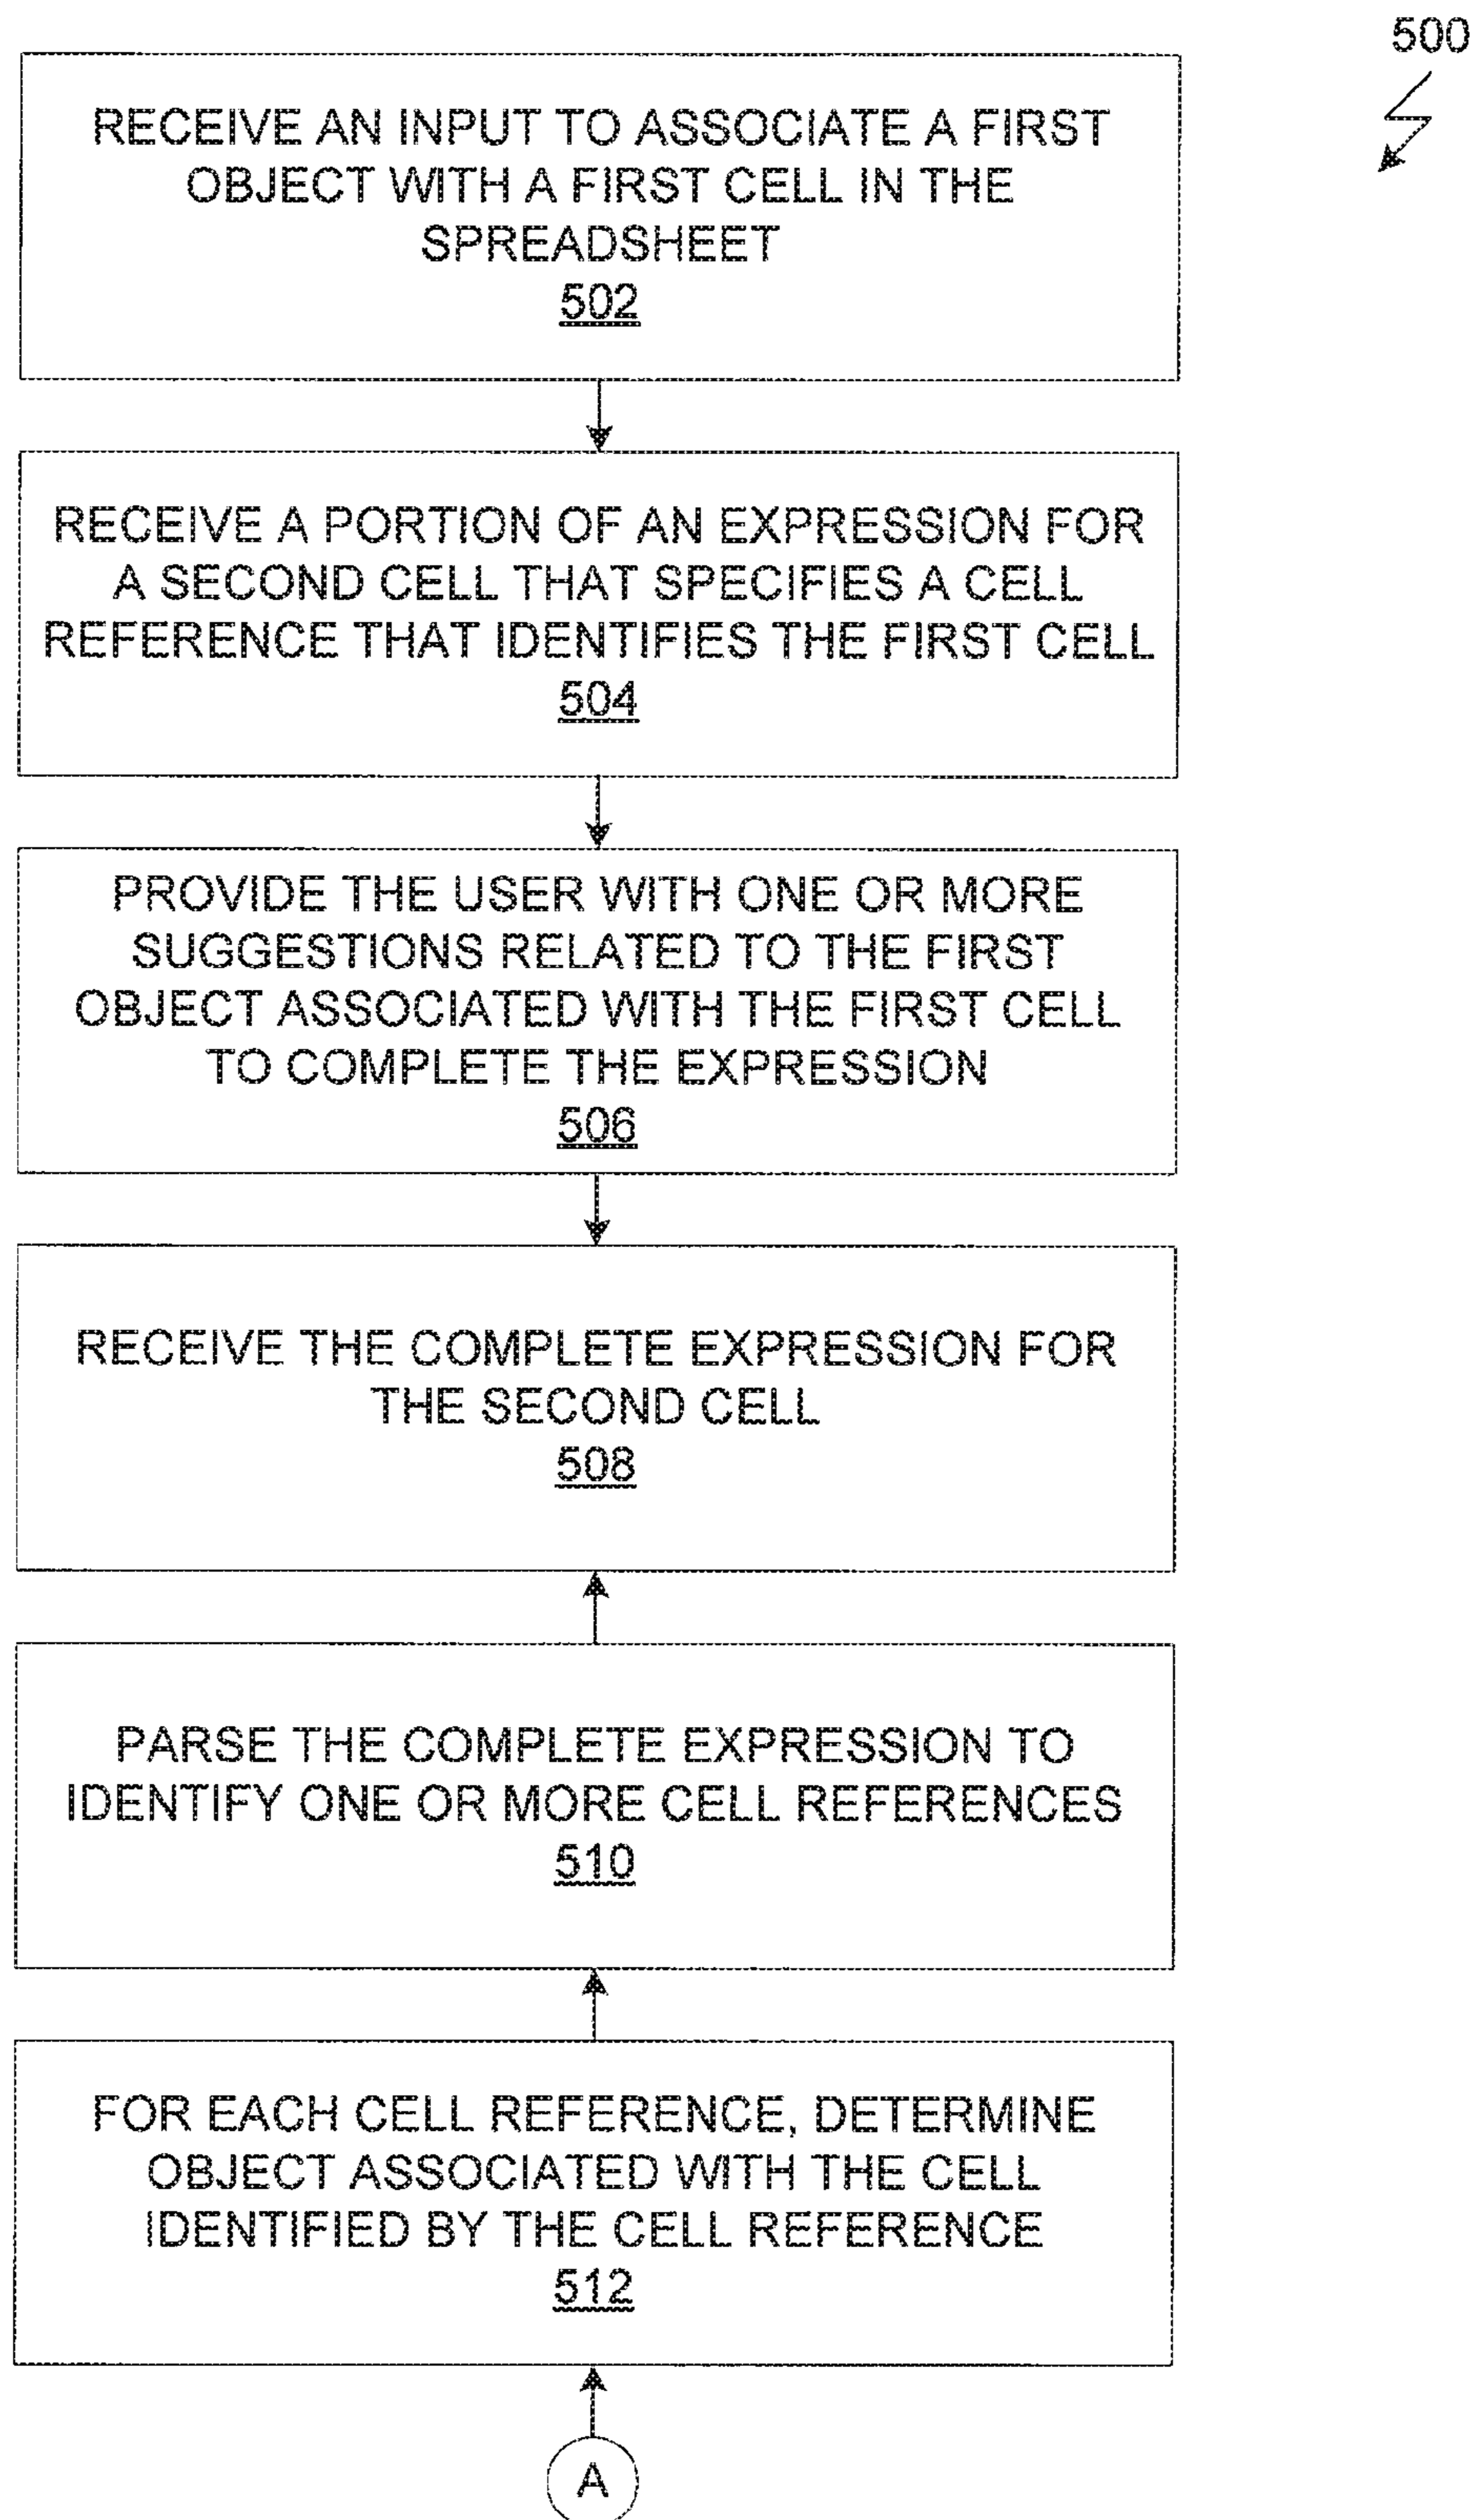 500
RECEIVE AN INPUT TO ASSOCIATE A FIRST
OBJECT WITH A FIRST CELL IN THE
SPREADSHEET
502
RECEIVE A PORTION OF AN EXPRESSION FOR
A SECOND CELL THAT SPECIFIES A CELL
REFERENCE THAT IDENTIFIES THE FIRST CELL
504
PROVIDE THE USER WITH ONE OR MORE
SUGGESTIONS RELATED TO THE FIRST
OBJECT ASSOCIATED WITH THE FIRST CELL
TO COMPLETE THE EXPRESSION
506
RECEIVE THE COMPLETE EXPRESSION FOR
THE SECOND CELL
508
PARSE THE COMPLETE EXPRESSION TO
IDENTIFY ONE OR MORE CELL REFERENCES
510
FOR EACH CELL REFERENCE, DETERMINE
OBJECT ASSOCIATED WITH THE CELL
IDENTIFIED BY THE CELL REFERENCE
512
A